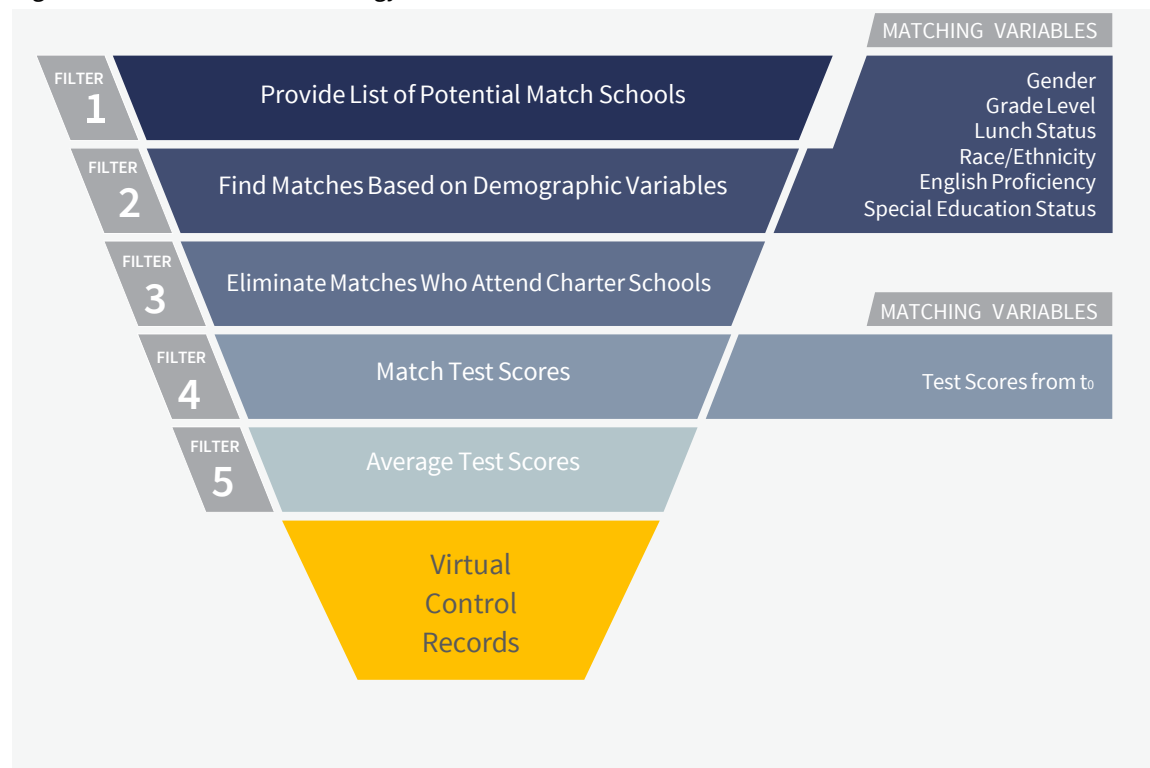 MATCHING VARIABLES
FILTER
1
Provide List of Potential Match Schools
Gender
Grade Level
Lunch Status
Race/Ethnicity
English Proficiency
Special Education Status
FILTER
2
Find Matches Based on Demographic Variables
FILTER
3
Eliminate Matches Who Attend Charter Schools
MATCHING VARIABLES
FILTER
4
Match Test Scores
Test Scores from t₀
FILTER
5
Average Test Scores
Virtual
Control
Records